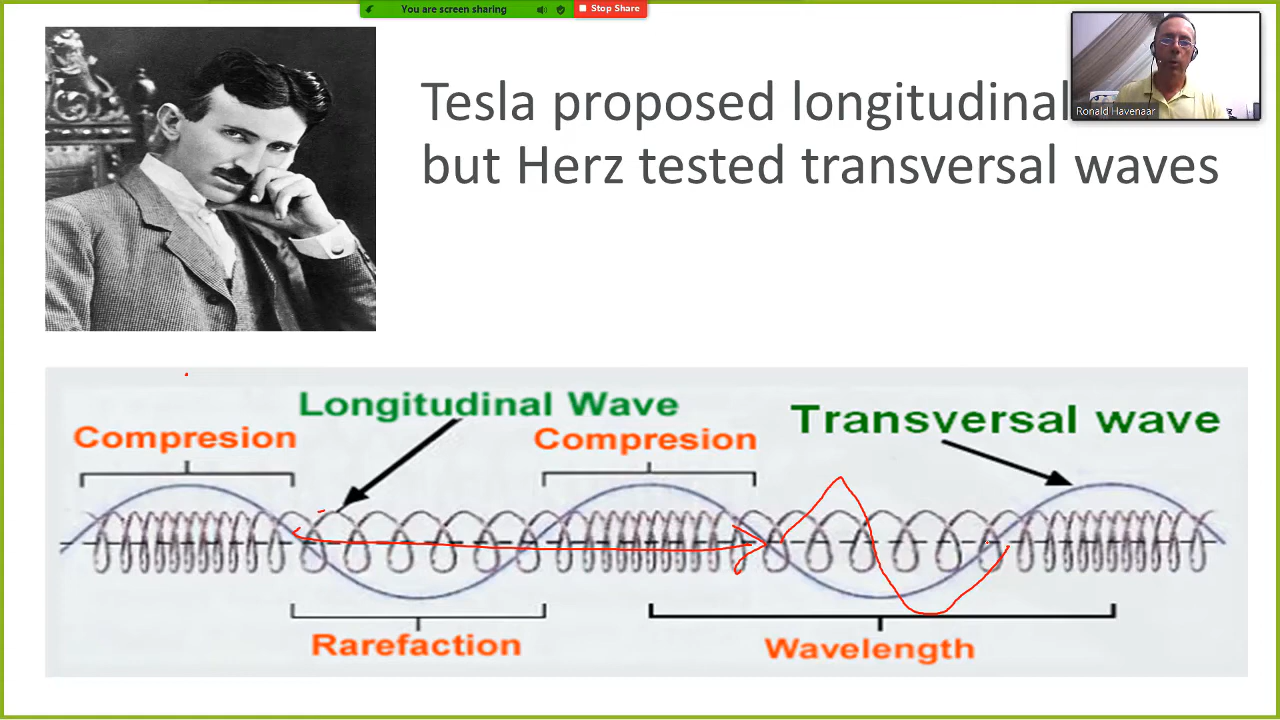 You are screen sharing
Stop Share
Tesla proposed longitudinal
but Herz tested transversal waves
Ronald Havenaar
Longitudinal Wave
Transversal wave
Compresion
Compresion
Rarefaction
Wavelength